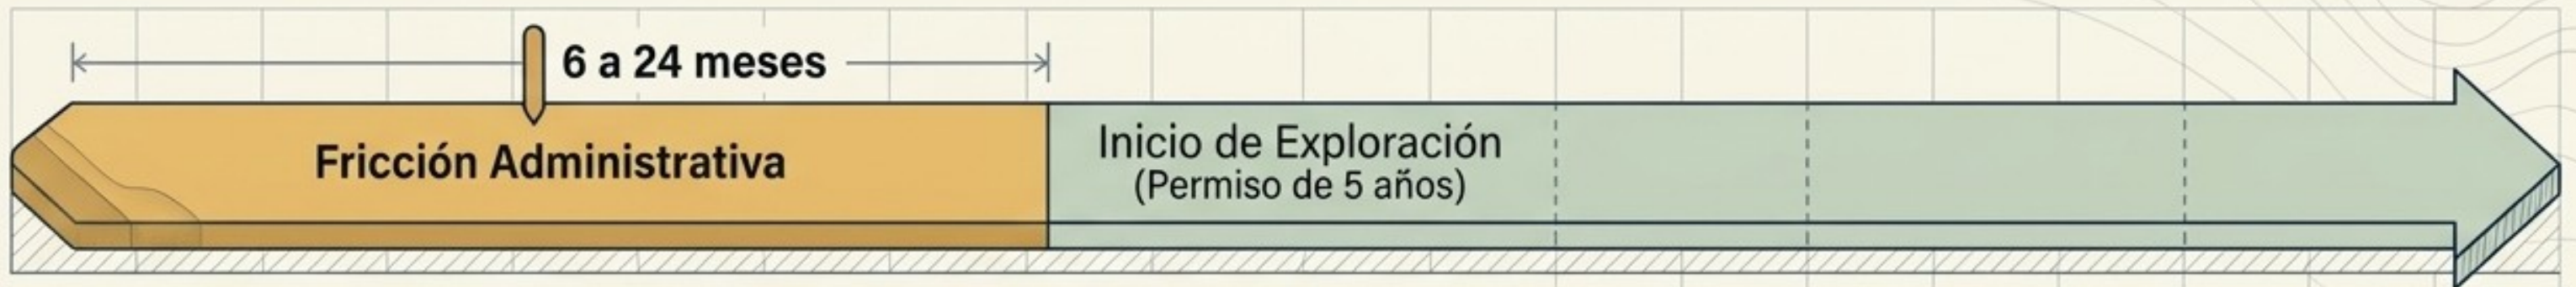 6 a 24 meses
Fricción Administrativa
Inicio de Exploración
(Permiso de 5 años)